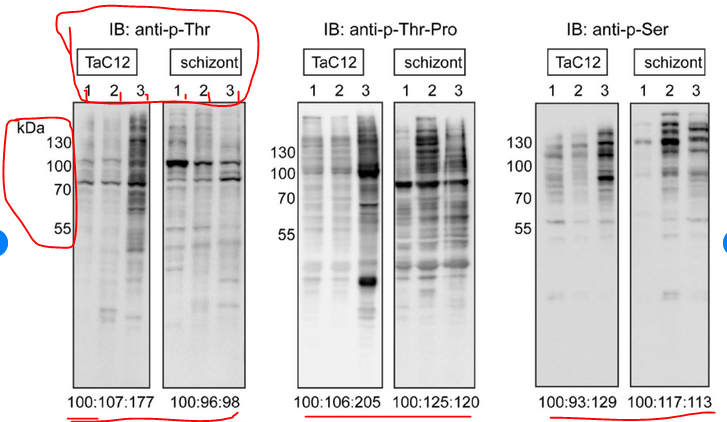 IB: anti-p-Thr
TaC12 schizont
1 2 3 1 2 3
kDa
130
100
70
55
100:107:177 100:96:98
IB: anti-p-Thr-Pro
TaC12 schizont
1 2 3 1 2 3
130
100
70
55
100:106:205 100:125:120
IB: anti-p-Ser
TaC12 schizont
1 2 3 1 2 3
130
100
70
55
100:93:129 100:117:113